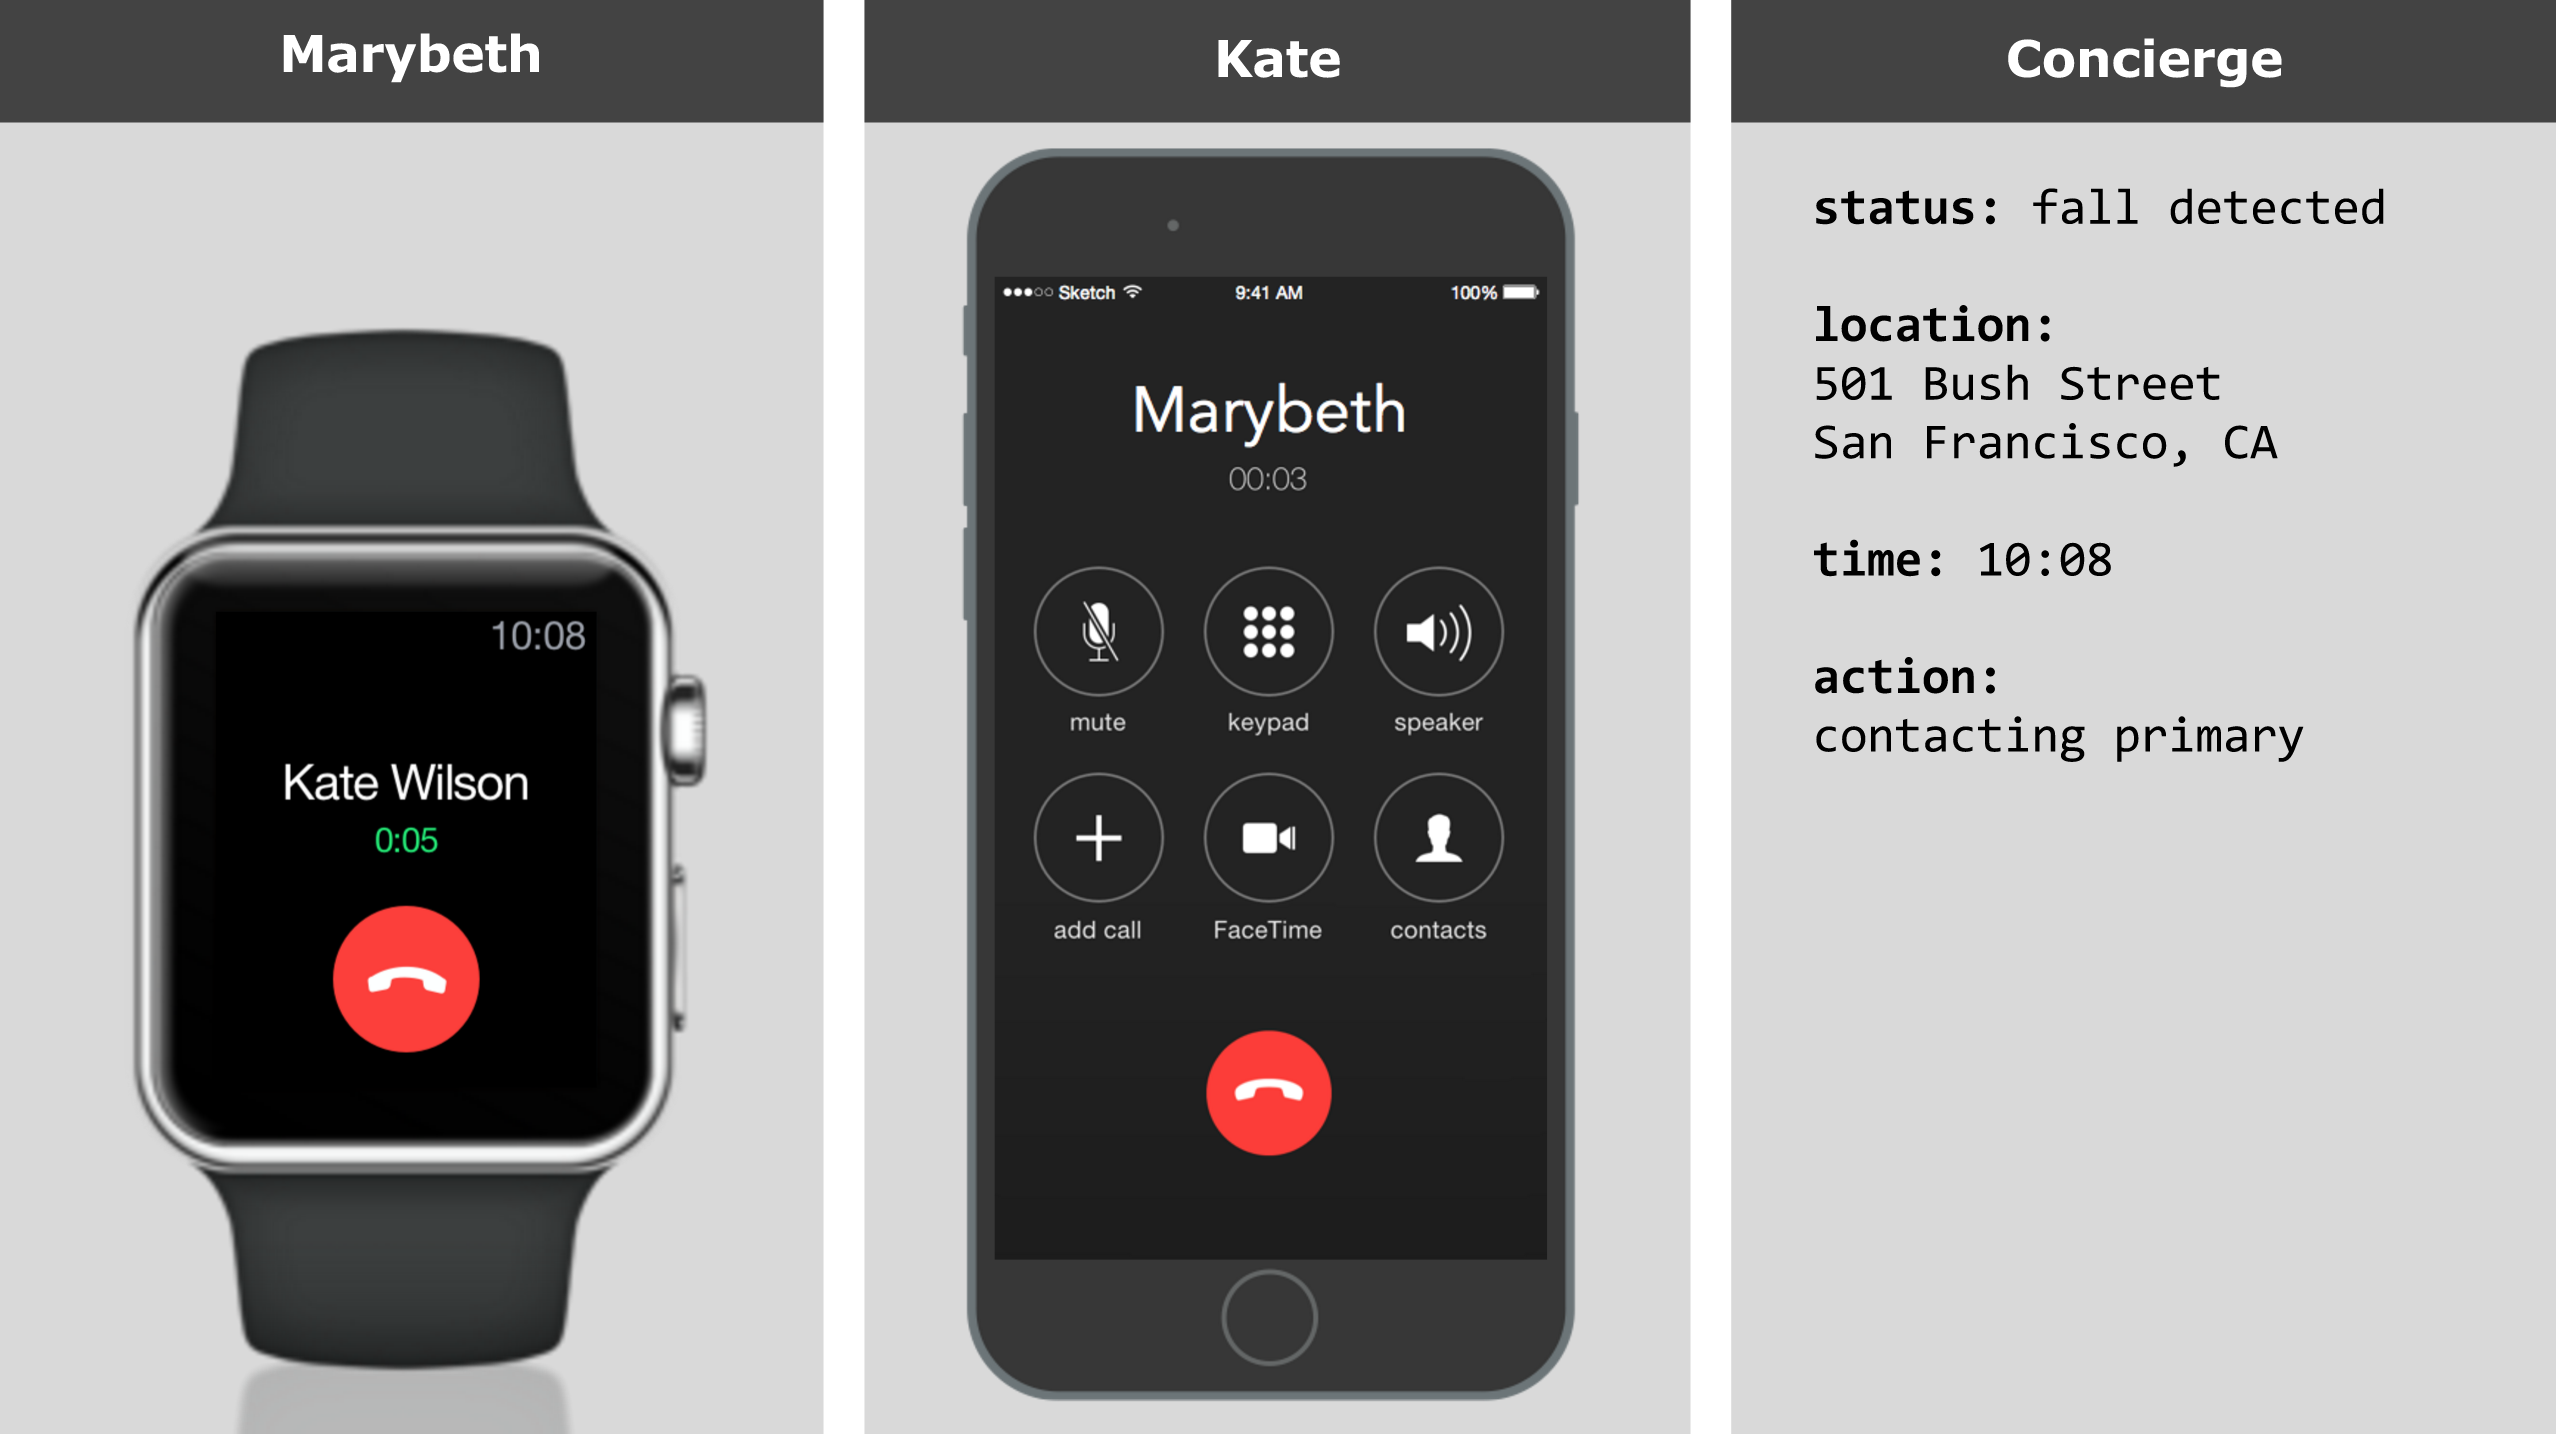 Marybeth
10:08
Kate Wilson
0:05
Kate
Sketch 9:41 AM 100%
Marybeth
00:03
mute keypad speaker
add call FaceTime contacts
Concierge
status: fall detected
location:
501 Bush Street
San Francisco, CA
time: 10:08
action:
contacting primary